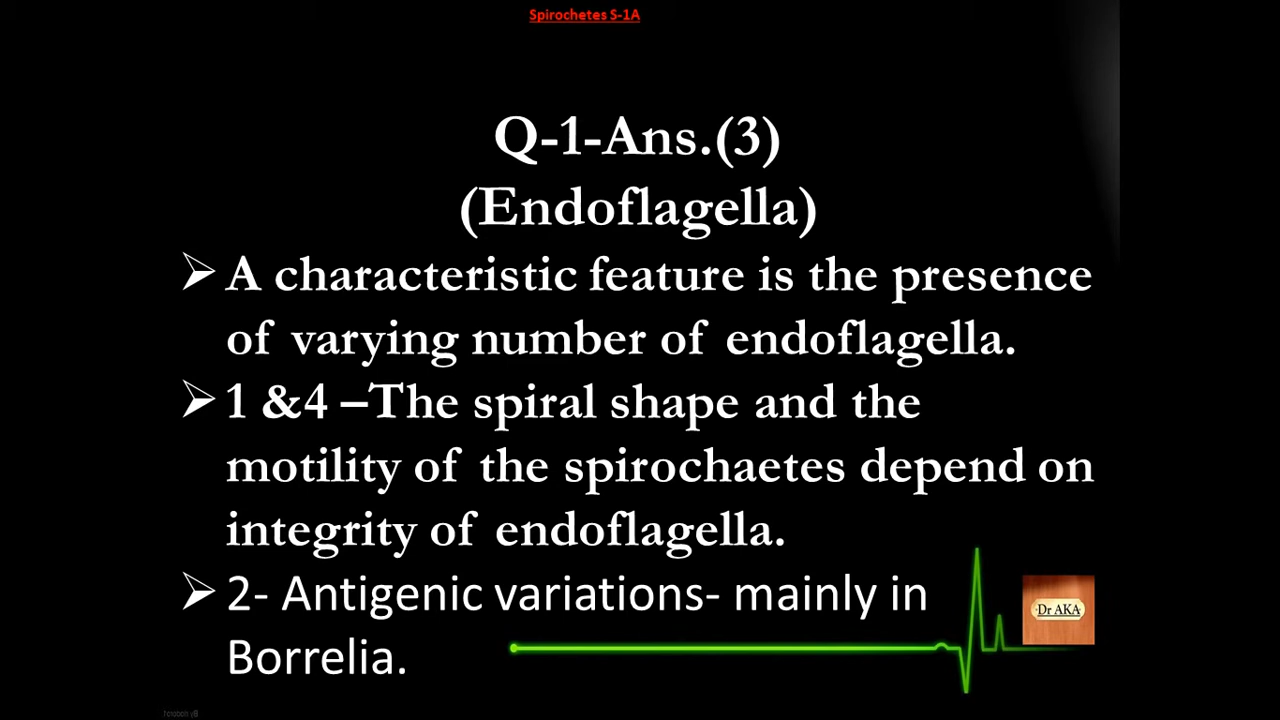 Spirochetes S-1A
Q-1-Ans.(3)
(Endoflagella)
➢ A characteristic feature is the presence
of varying number of endoflagella.
➢ 1 &4 –The spiral shape and the
motility of the spirochaetes depend on
integrity of endoflagella.
➢ 2- Antigenic variations- mainly in
Borrelia.
Dr AKA